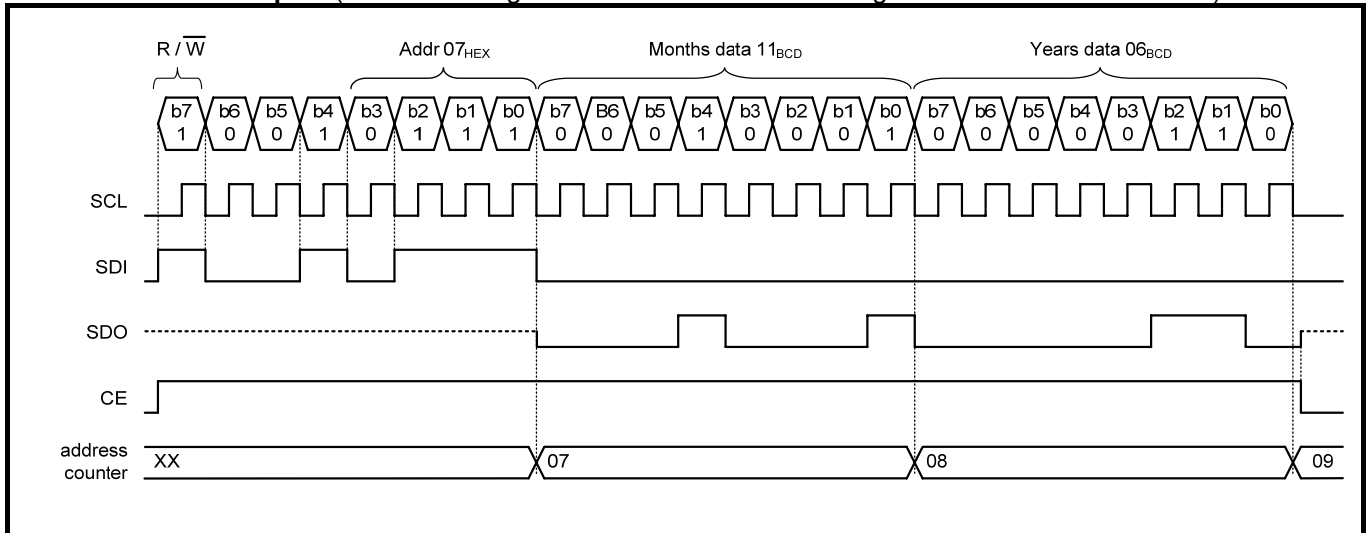 R / W Addr 07HEX Months data 11BCD Years data 06BCD
b7 b6 b5 b4 b3 b2 b1 b0 b7 B6 b5 b4 b3 b2 b1 b0 b7 b6 b5 b4 b3 b2 b1 b0
1 0 0 1 0 1 1 1 0 0 0 1 0 0 0 1 0 0 0 0 0 1 1 0
SCL
SDI
SDO
CE
address
counter
XX 07 08 09